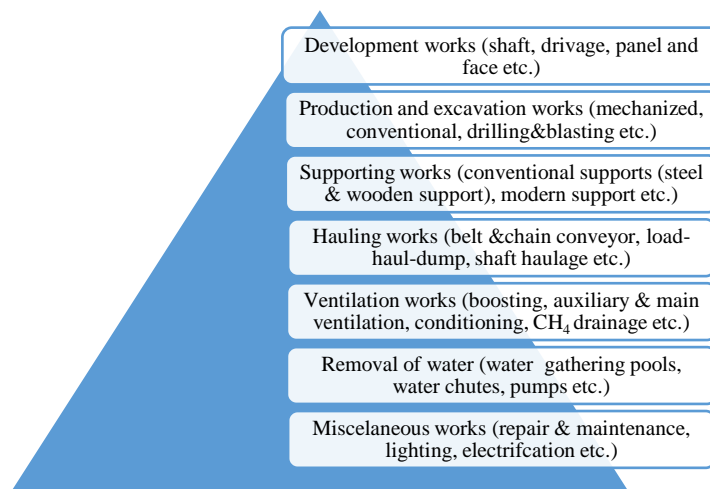 Development works (shaft, drivage, panel and
face etc.)
Production and excavation works (mechanized,
conventional, drilling&blasting etc.)
Supporting works (conventional supports (steel
& wooden support), modern support etc.)
Hauling works (belt &chain conveyor, load-
haul-dump, shaft haulage etc.)
Ventilation works (boosting, auxiliary & main
ventilation, conditioning, CH₄ drainage etc.)
Removal of water (water gathering pools,
water chutes, pumps etc.)
Miscelaneous works (repair & maintenance,
lighting, electrifcation etc.)